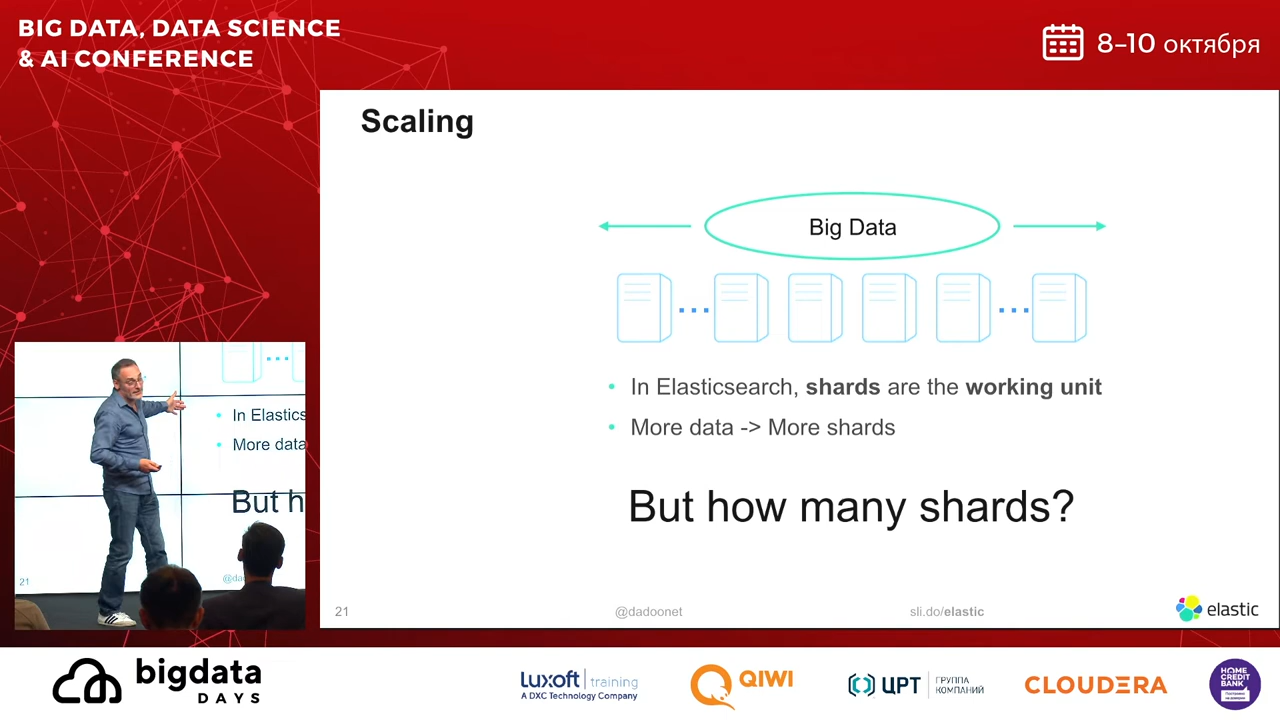 BIG DATA, DATA SCIENCE
& AI CONFERENCE
8–10 октября
Scaling
Big Data
• In Elasticsearch, shards are the working unit
• More data -> More shards
But how many shards?
21
@dadoonet
sli.do/elastic
elastic
• In Elastics
• More data
But h
21
@da
bigdata
DAYS
Luxoft training
A DXC Technology Company
QIWI
ЦРТ ГРУППА
КОМПАНИЙ
CLOUDERA
HOME
CREDIT
BANK